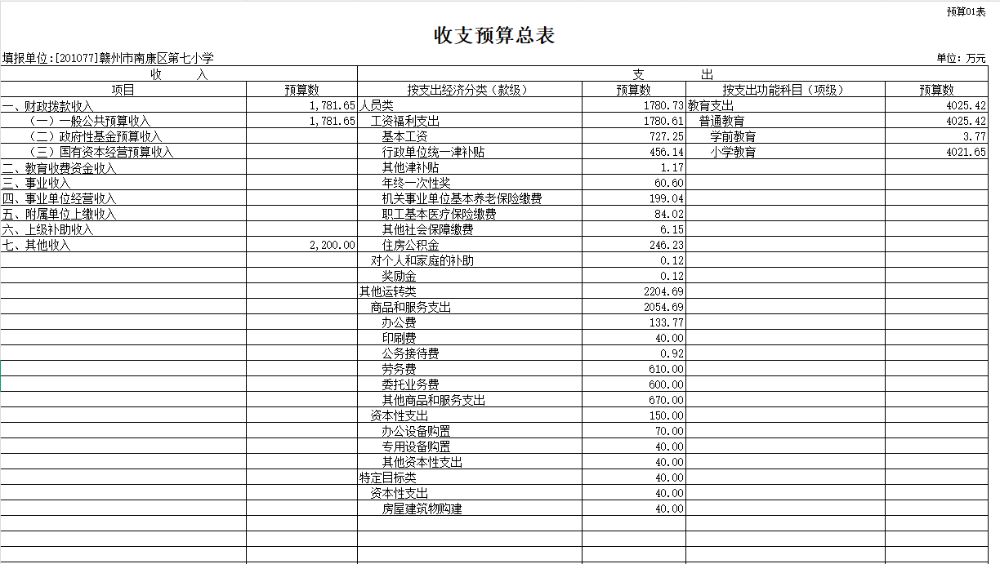 预算01表
收支预算总表
填报单位:[201077]赣州市南康区第七小学 单位：万元
收 入 支 出
项目 预算数 按支出经济分类（款级） 预算数 按支出功能科目（项级） 预算数
一、财政拨款收入 1,781.65 人员类 1780.73 教育支出 4025.42
（一）一般公共预算收入 1,781.65 工资福利支出 1780.61 普通教育 4025.42
（二）政府性基金预算收入 基本工资 727.25 学前教育 3.77
（三）国有资本经营预算收入 行政单位统一津补贴 456.14 小学教育 4021.65
二、教育收费资金收入 其他津补贴 1.17
三、事业收入 年终一次性奖 60.60
四、事业单位经营收入 机关事业单位基本养老保险缴费 199.04
五、附属单位上缴收入 职工基本医疗保险缴费 84.02
六、上级补助收入 其他社会保障缴费 6.15
七、其他收入 2,200.00 住房公积金 246.23
对个人和家庭的补助 0.12
奖励金 0.12
其他运转类 2204.69
商品和服务支出 2054.69
办公费 133.77
印刷费 40.00
公务接待费 0.92
劳务费 610.00
委托业务费 600.00
其他商品和服务支出 670.00
资本性支出 150.00
办公设备购置 70.00
专用设备购置 40.00
其他资本性支出 40.00
特定目标类 40.00
资本性支出 40.00
房屋建筑物购建 40.00